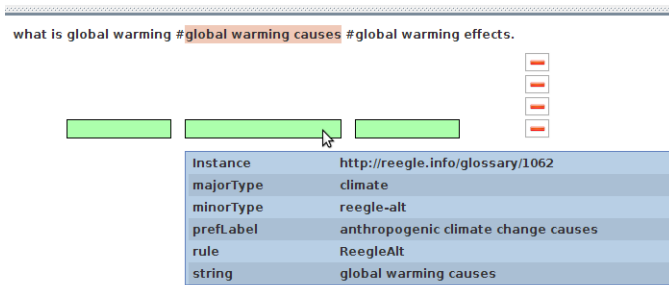 what is global warming #global warming causes #global warming effects.
Instance http://reegle.info/glossary/1062
majorType climate
minorType reegle-alt
prefLabel anthropogenic climate change causes
rule ReegleAlt
string global warming causes